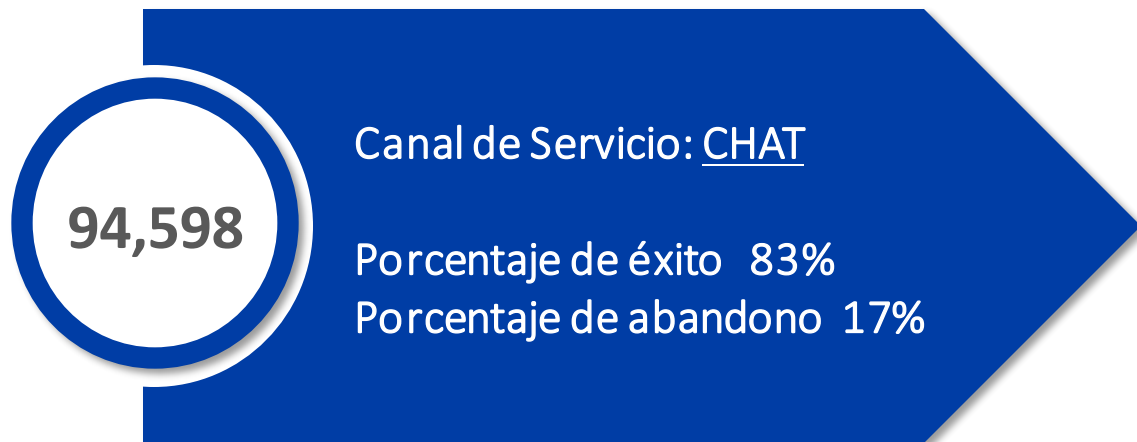 94,598
Canal de Servicio: CHAT
Porcentaje de éxito 83%
Porcentaje de abandono 17%